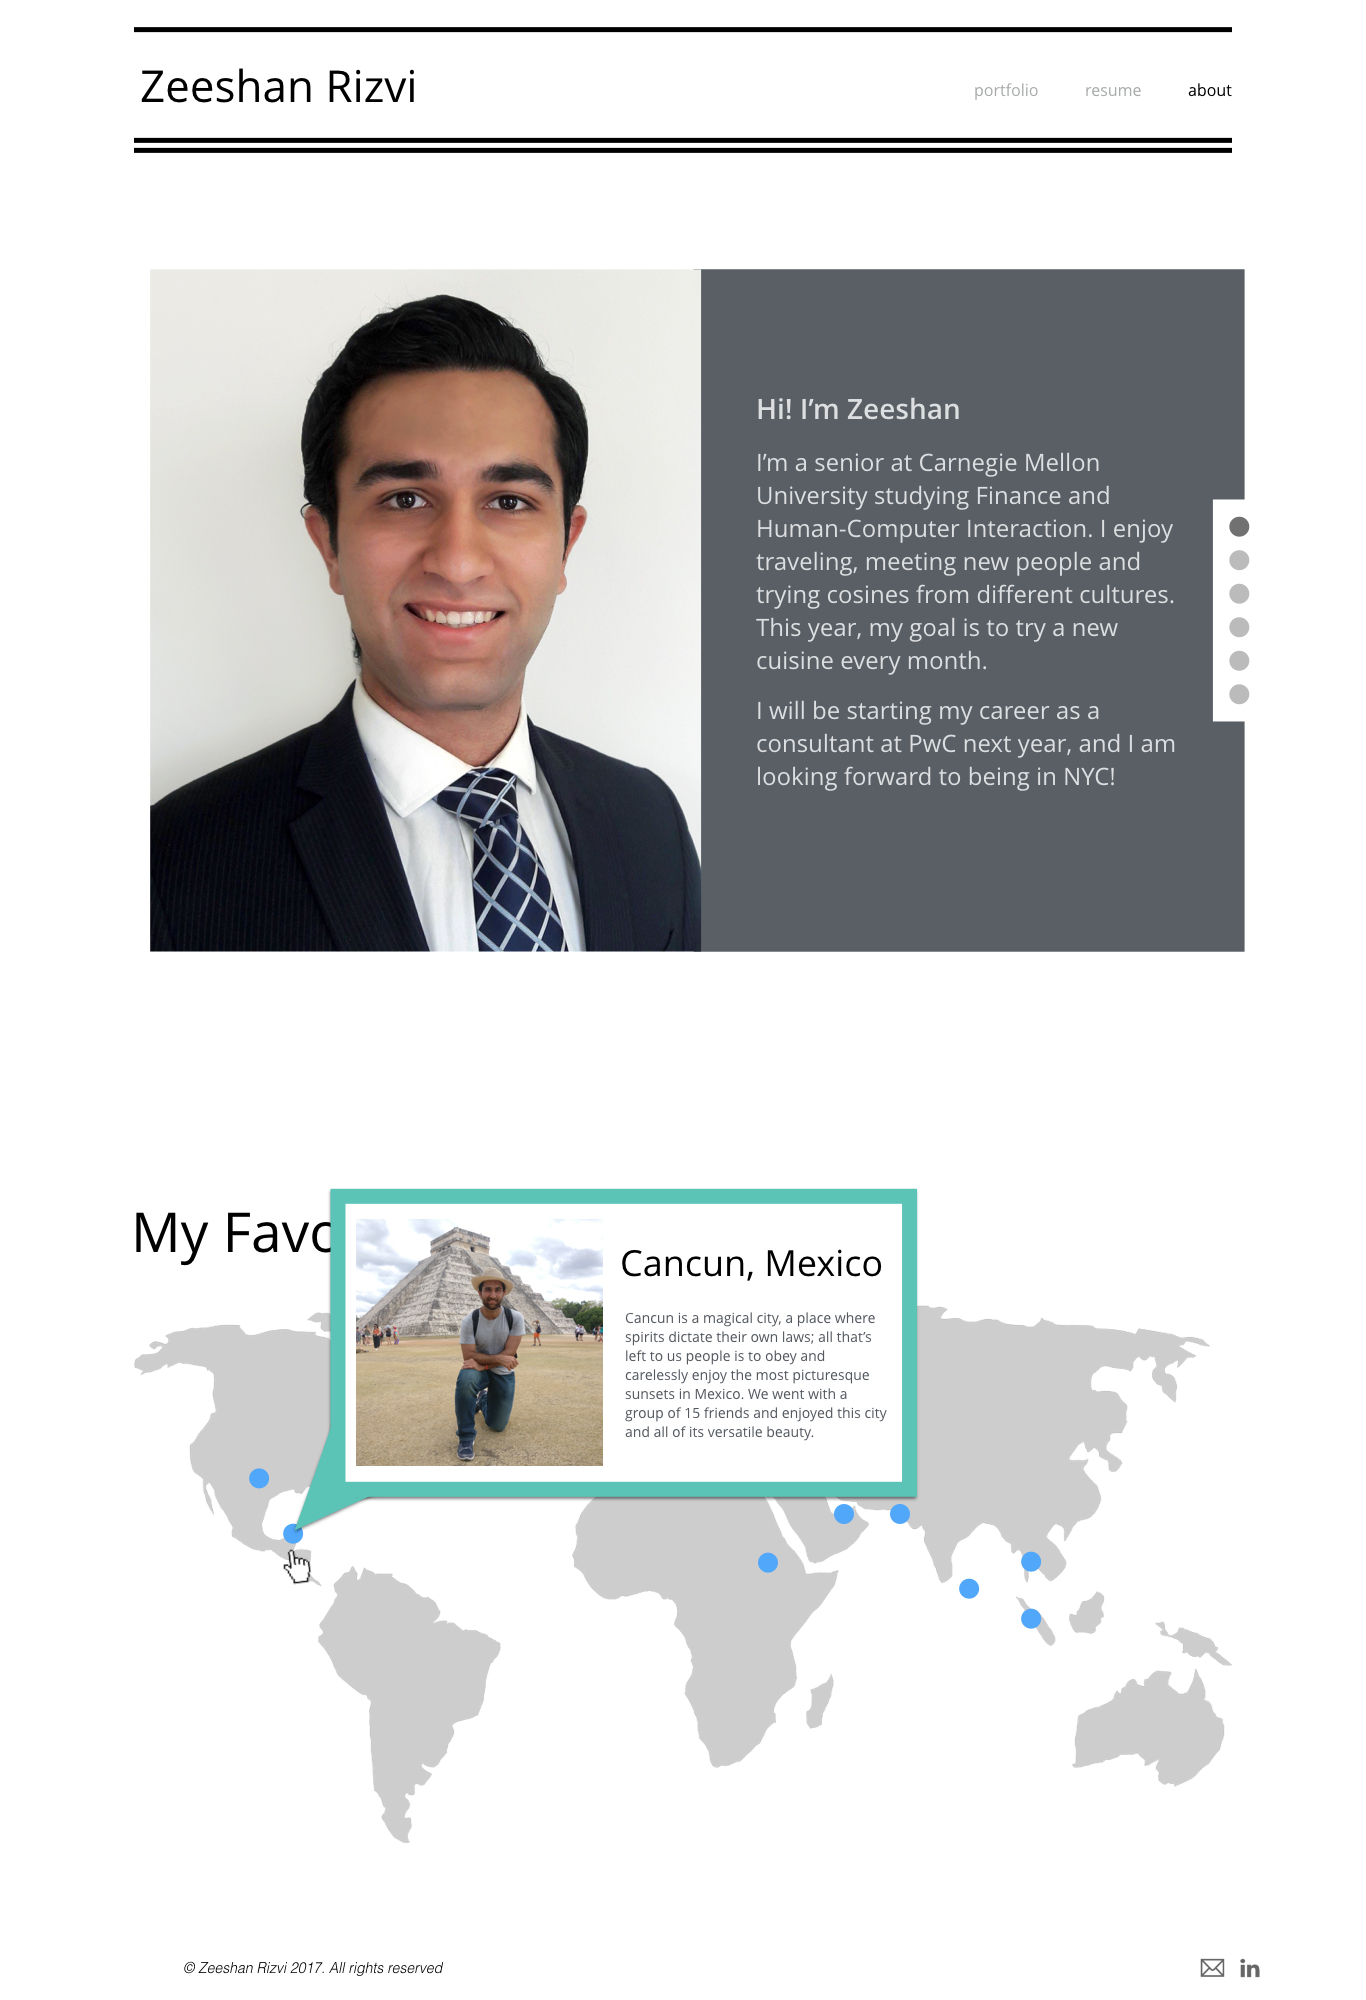 Zeeshan Rizvi
portfolio resume about
Hi! I’m Zeeshan
I’m a senior at Carnegie Mellon
University studying Finance and
Human-Computer Interaction. I enjoy
traveling, meeting new people and
trying cosines from different cultures.
This year, my goal is to try a new
cuisine every month.
I will be starting my career as a
consultant at PwC next year, and I am
looking forward to being in NYC!
My
Cancun, Mexico
Cancun is a magical city, a place where
spirits dictate their own laws; all that’s
left to us people is to obey and
carelessly enjoy the most picturesque
sunsets in Mexico. We went with a
group of 15 friends and enjoyed this city
and all of its versatile beauty.
© Zeeshan Rizvi 2017. All rights reserved
in